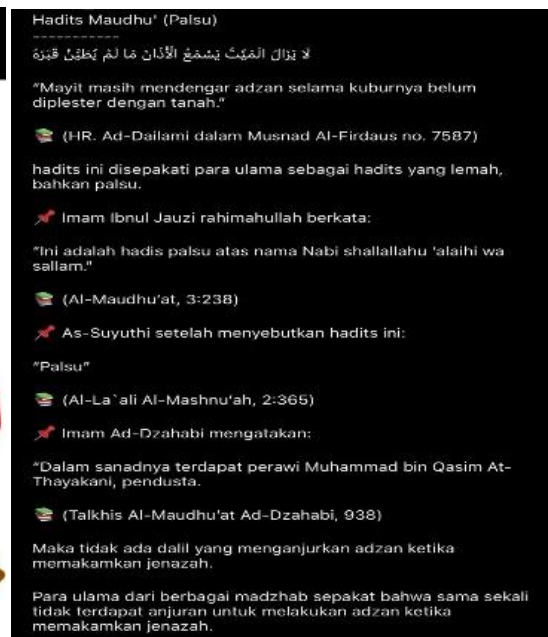 Hadits Maudhu' (Palsu)
-----------
لَا يَزَالُ الْمَيِّتُ يَسْمَعُ الْأَذَانَ مَا لَمْ يُطَيَّنْ قَبْرُهُ
"Mayit masih mendengar adzan selama kuburnya belum
diplester dengan tanah."
📚 (HR. Ad-Dailami dalam Musnad Al-Firdaus no. 7587)
hadits ini disepakati para ulama sebagai hadits yang lemah,
bahkan palsu.
📌 Imam Ibnul Jauzi rahimahullah berkata:
"Ini adalah hadis palsu atas nama Nabi shallallahu 'alaihi wa
sallam."
📚 (Al-Maudhu'at, 3:238)
📌 As-Suyuthi setelah menyebutkan hadits ini:
"Palsu"
📚 (Al-La`ali Al-Mashnu'ah, 2:365)
📌 Imam Ad-Dzahabi mengatakan:
"Dalam sanadnya terdapat perawi Muhammad bin Qasim At-
Thayakani, pendusta.
📚 (Talkhis Al-Maudhu'at Ad-Dzahabi, 938)
Maka tidak ada dalil yang menganjurkan adzan ketika
memakamkan jenazah.
Para ulama dari berbagai madzhab sepakat bahwa sama sekali
tidak terdapat anjuran untuk melakukan adzan ketika
memakamkan jenazah.